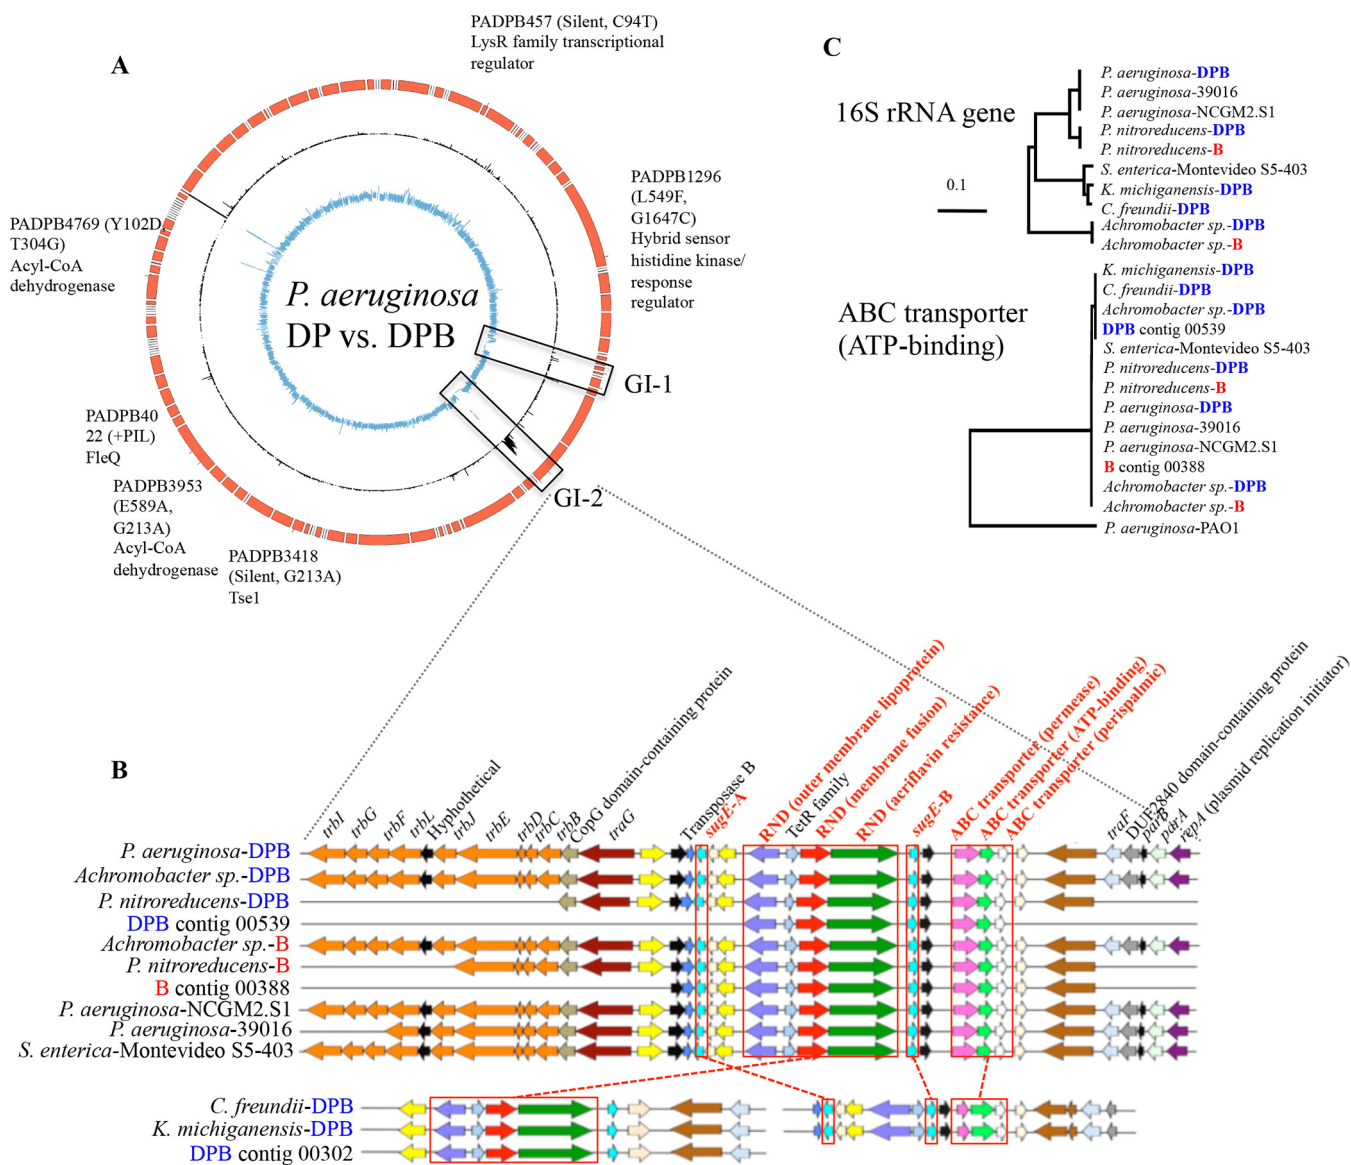 A
PADPB457 (Silent, C94T)
LysR family transcriptional
regulator
PADPB1296
(L549F,
G1647C)
Hybrid sensor
histidine kinase/
response
regulator
PADPB4769 (Y102D,
T304G)
Acyl-CoA
dehydrogenase
P. aeruginosa
DP vs. DPB
GI-1
GI-2
PADPB40
22 (+PIL)
FleQ
PADPB3953
(E589A,
G213A)
Acyl-CoA
dehydrogenase
PADPB3418
(Silent, G213A)
Tse1
C
16S rRNA gene
0.1
P. aeruginosa-DPB
P. aeruginosa-39016
P. aeruginosa-NCGM2.S1
P. nitroreducens-DPB
P. nitroreducens-B
S. enterica-Montevideo S5-403
K. michiganensis-DPB
C. freundii-DPB
Achromobacter sp.-DPB
Achromobacter sp.-B
ABC transporter
(ATP-binding)
K. michiganensis-DPB
C. freundii-DPB
Achromobacter sp.-DPB
DPB contig 00539
S. enterica-Montevideo S5-403
P. nitroreducens-DPB
P. nitroreducens-B
P. aeruginosa-DPB
P. aeruginosa-39016
P. aeruginosa-NCGM2.S1
B contig 00388
Achromobacter sp.-DPB
Achromobacter sp.-B
P. aeruginosa-PAO1
B
trbI
trbG
trbF
trbL
Hyphothetical
trbJ
trbE
trbD
trbC
trbB
CopG domain-containing protein
traG
Transposase B
sugE-A
RND (outer membrane lipoprotein)
TetR family
RND (membrane fusion)
RND (acriflavin resistance)
sugE-B
ABC transporter (permease)
ABC transporter (ATP-binding)
ABC transporter (perispalmic)
traF
DUF2840 domain-containing protein
parB
parA
repA (plasmid replication initiator)
P. aeruginosa-DPB
Achromobacter sp.-DPB
P. nitroreducens-DPB
DPB contig 00539
Achromobacter sp.-B
P. nitroreducens-B
B contig 00388
P. aeruginosa-NCGM2.S1
P. aeruginosa-39016
S. enterica-Montevideo S5-403
C. freundii-DPB
K. michiganensis-DPB
DPB contig 00302